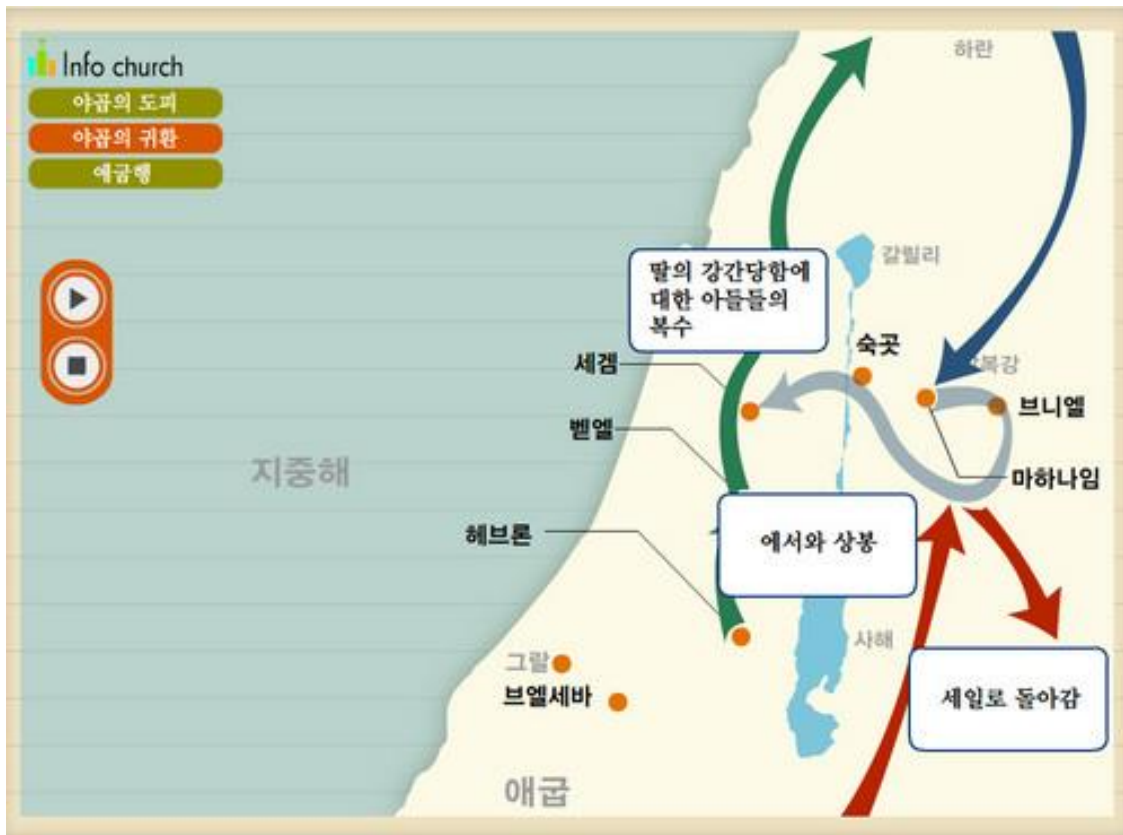 Info church
야곱의 도피
야곱의 귀환
애굽행
하란
갈릴리
딸의 강간당함에
대한 아들들의
복수
숙곳
세겜
복강
브니엘
벧엘
지중해
마하나임
헤브론
에서와 상봉
사해
그랄
브엘세바
세일로 돌아감
애굽